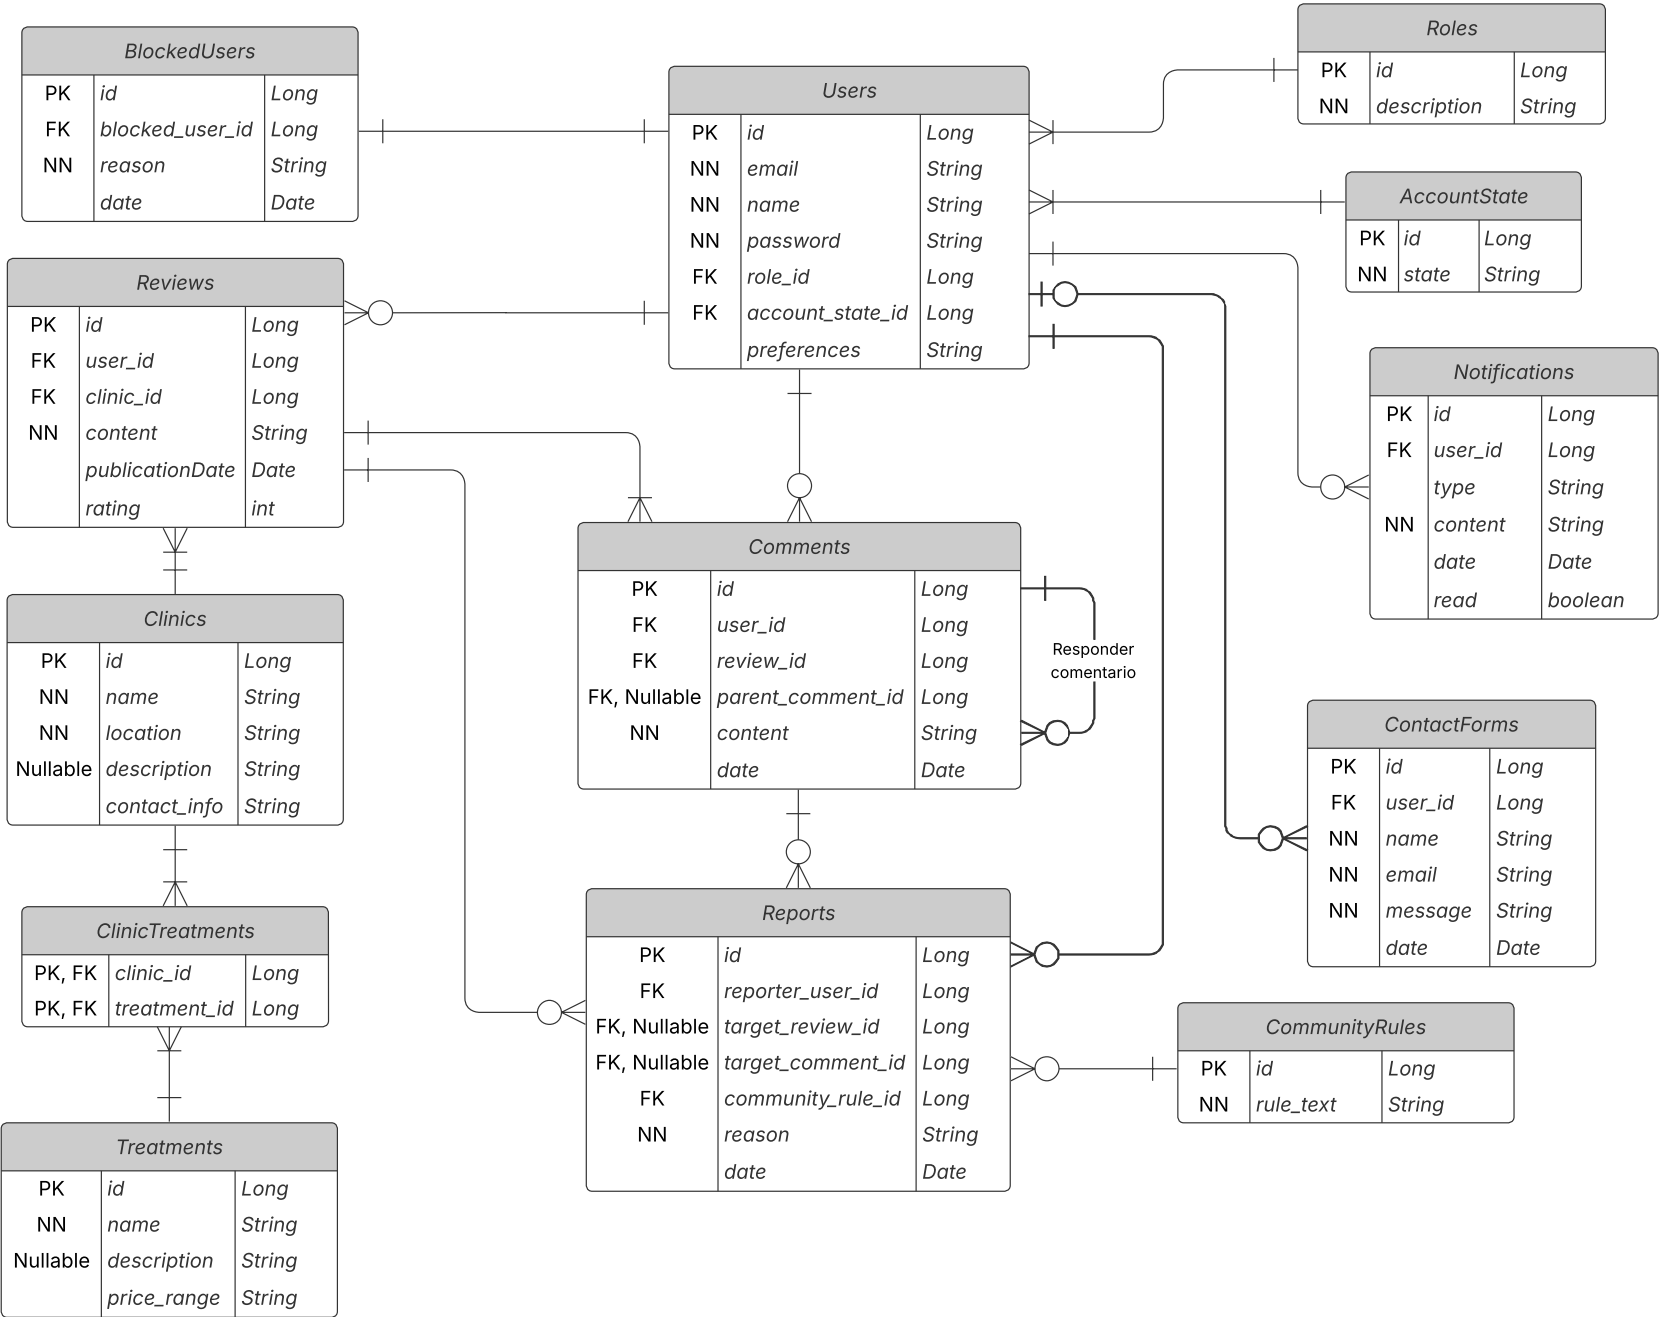 BlockedUsers
PK id Long
FK blocked_user_id Long
NN reason String
date Date
Users
PK id Long
NN email String
NN name String
NN password String
FK role_id Long
FK account_state_id Long
preferences String
Roles
PK id Long
NN description String
AccountState
PK id Long
NN state String
Reviews
PK id Long
FK user_id Long
FK clinic_id Long
NN content String
publicationDate Date
rating int
Notifications
PK id Long
FK user_id Long
type String
NN content String
date Date
read boolean
Comments
PK id Long
FK user_id Long
FK review_id Long
FK, Nullable parent_comment_id Long
NN content String
date Date
Responder
comentario
Clinics
PK id Long
NN name String
NN location String
Nullable description String
contact_info String
ContactForms
PK id Long
FK user_id Long
NN name String
NN email String
NN message String
date Date
ClinicTreatments
PK, FK clinic_id Long
PK, FK treatment_id Long
Reports
PK id Long
FK reporter_user_id Long
FK, Nullable target_review_id Long
FK, Nullable target_comment_id Long
FK community_rule_id Long
NN reason String
date Date
CommunityRules
PK id Long
NN rule_text String
Treatments
PK id Long
NN name String
Nullable description String
price_range String